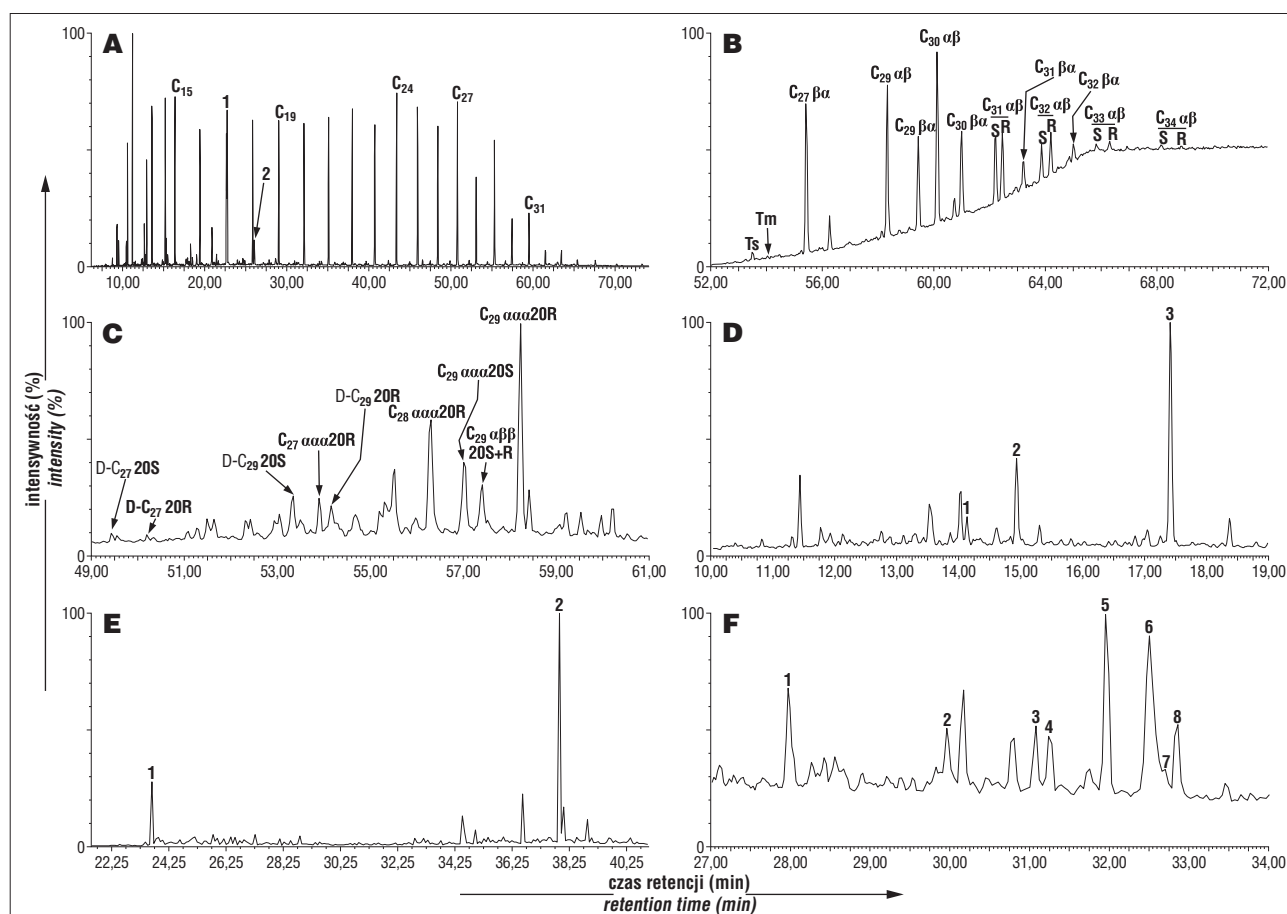 A
100
0
C15
1
2
C19
C24
C27
C31
10,00 20,00 30,00 40,00 50,00 60,00 70,00
B
100
0
Ts
Tm
C27 βα
C29 αβ
C29 βα
C30 αβ
C30 βα
C31 αβ
S R
C31 βα
C32 αβ
S R
C32 βα
C33 αβ
S R
C34 αβ
S R
52,00 56,00 60,00 64,00 68,00 72,00
C
100
0
D-C27 20S
D-C27 20R
D-C29 20S
C27 ααα20R
D-C29 20R
C28 ααα20R
C29 ααα20S
C29 αββ
20S+R
C29 ααα20R
49,00 51,00 53,00 55,00 57,00 59,00 61,00
D
100
0
1
2
3
10,00 11,00 12,00 13,00 14,00 15,00 16,00 17,00 18,00 19,00
E
100
0
1
2
22,25 24,25 26,25 28,25 30,25 32,25 34,25 36,25 38,25 40,25
F
100
0
1
2
3
4
5
6
7
8
27,00 28,00 29,00 30,00 31,00 32,00 33,00 34,00
intensywność (%)
intensity (%)
czas retencji (min)
retention time (min)